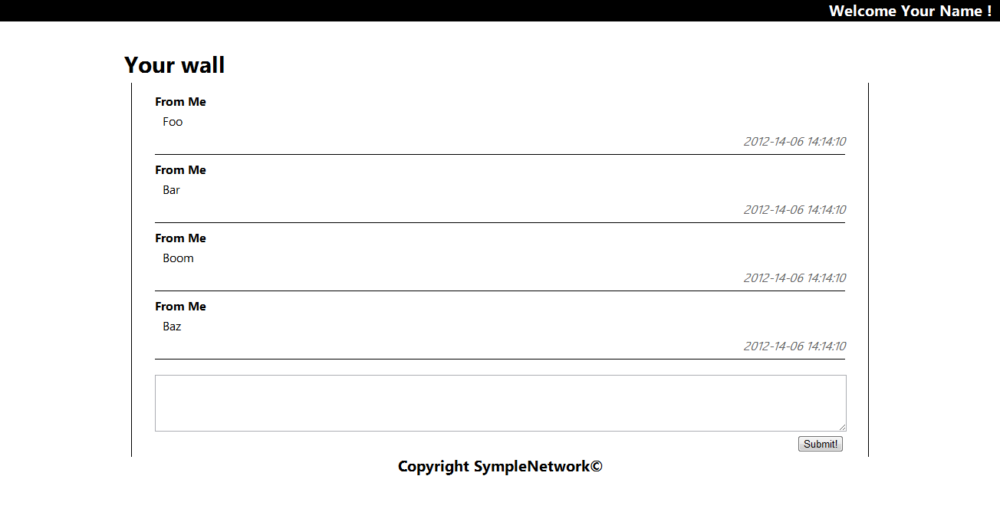 Welcome Your Name !
Your wall
From Me
Foo
2012-14-06 14:14:10
From Me
Bar
2012-14-06 14:14:10
From Me
Boom
2012-14-06 14:14:10
From Me
Baz
2012-14-06 14:14:10
Submit!
Copyright SympleNetwork©